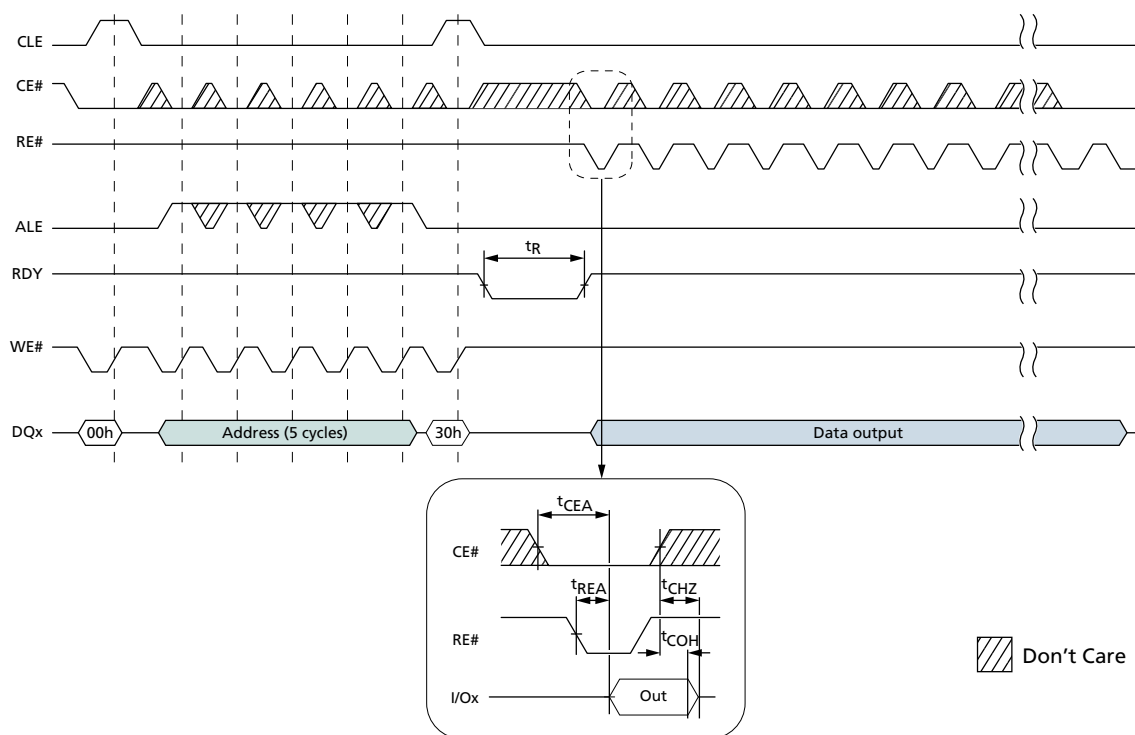 CLE
CE#
RE#
ALE
tR
RDY
WE#
DQx
00h
Address (5 cycles)
30h
Data output
tCEA
CE#
tREA
tCHZ
RE#
tCOH
I/Ox
Out
Don't Care